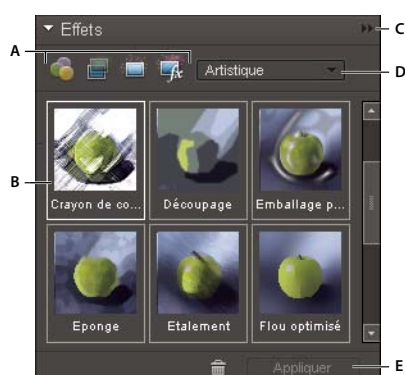 Effets
C
A
Artistique
D
B
Crayon de co... Découpage Emballage p...
Eponge Etalement Flou optimisé
Appliquer
E